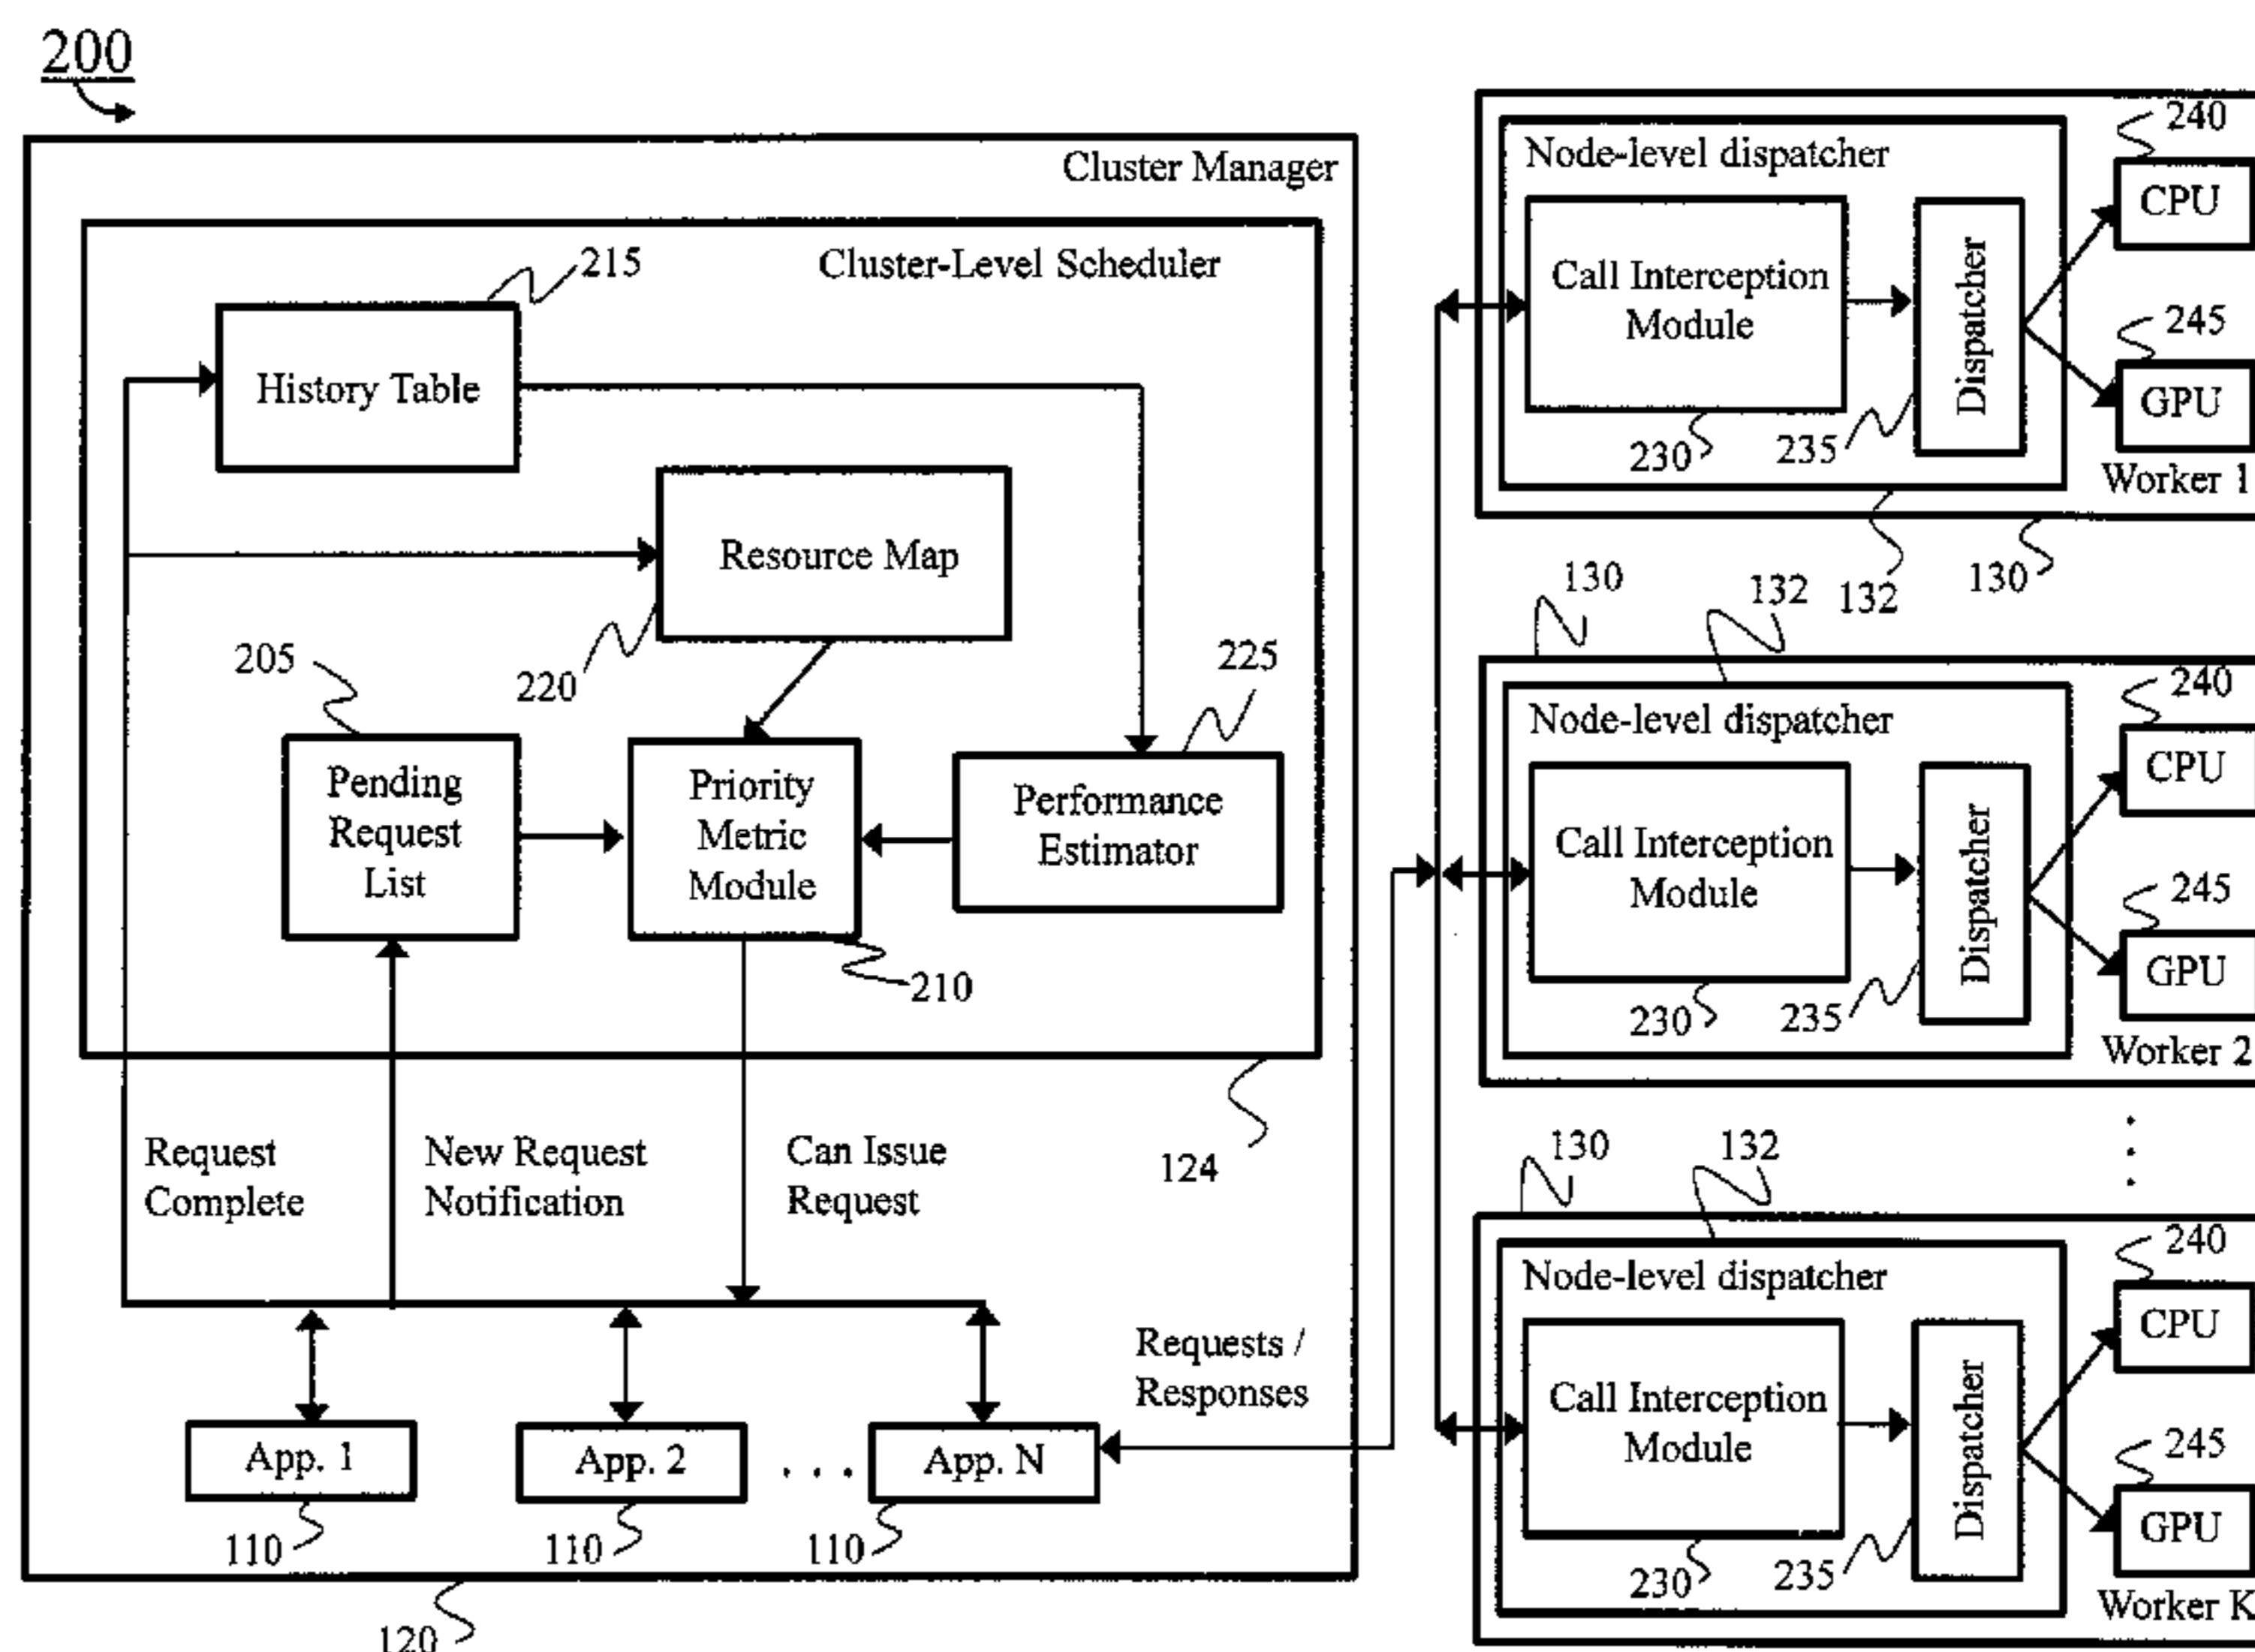 200
Cluster Manager
Cluster-Level Scheduler
215
History Table
Resource Map
220
205
225
Pending
Request
List
Priority
Metric
Module
Performance
Estimator
210
Request
Complete
New Request
Notification
Can Issue
Request
124
Requests /
Responses
App. 1
App. 2
. . .
App. N
110
110
110
120
Node-level dispatcher
Call Interception
Module
Dispatcher
230
235
240
CPU
245
GPU
Worker 1
132
130
130
132
Node-level dispatcher
Call Interception
Module
Dispatcher
230
235
240
CPU
245
GPU
Worker 2
130
132
Node-level dispatcher
Call Interception
Module
Dispatcher
230
235
240
CPU
245
GPU
Worker K